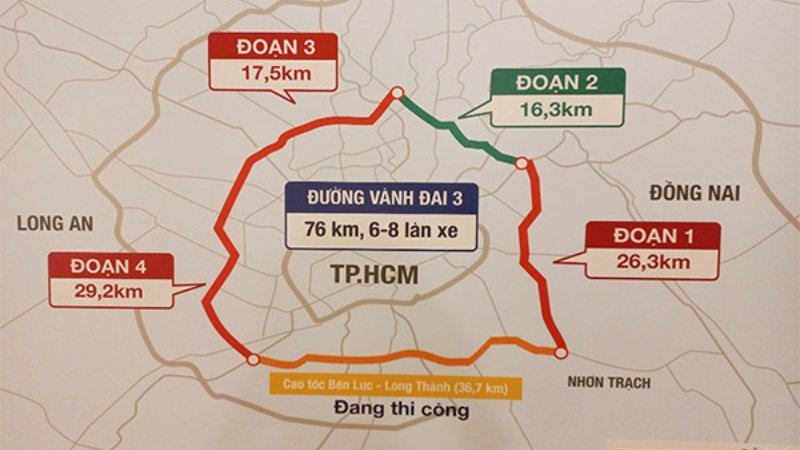 ĐOẠN 3
17,5km
ĐOẠN 2
16,3km
ĐƯỜNG VÀNH ĐAI 3
76 km, 6-8 làn xe
ĐỒNG NAI
LONG AN
ĐOẠN 1
26,3km
ĐOẠN 4
29,2km
TP.HCM
Cao tốc Bến Lức - Long Thành (36,7 km)
NHƠN TRẠCH
Đang thi công